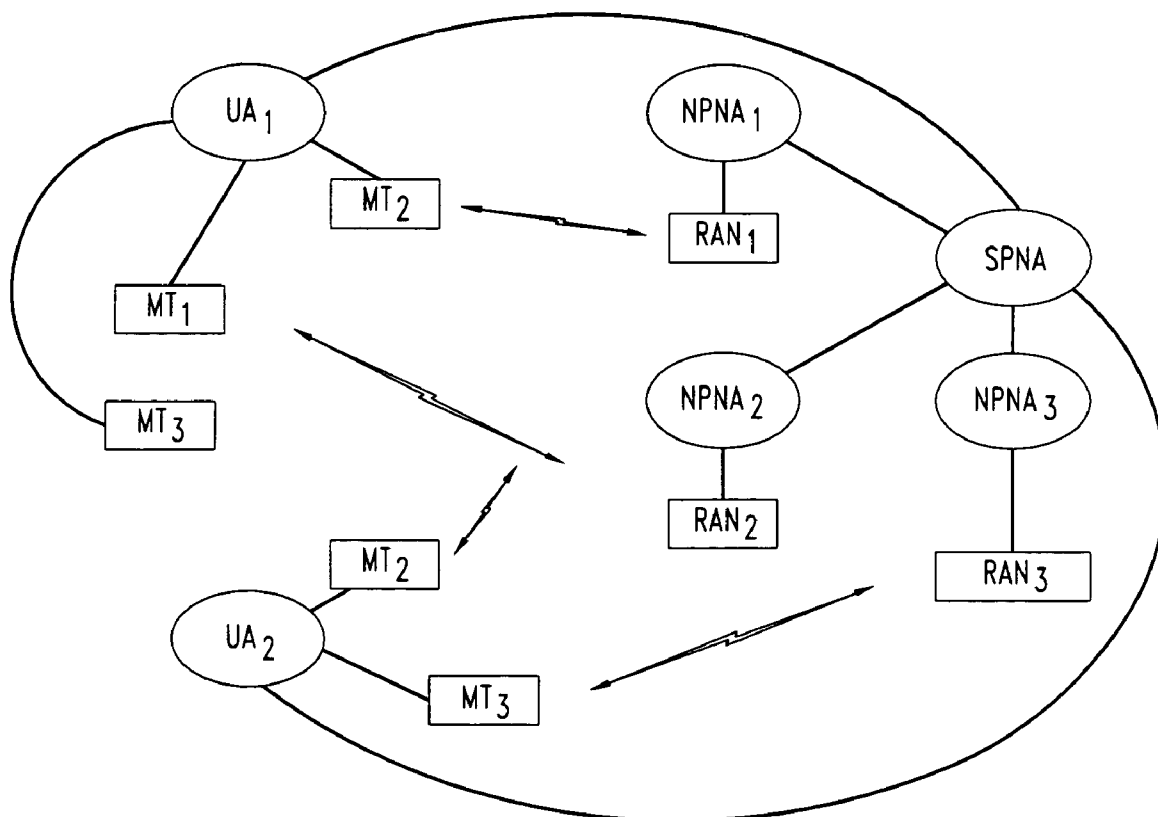 UA1
NPNA1
MT2
RAN1
SPNA
MT1
NPNA2
NPNA3
MT3
RAN2
MT2
RAN3
UA2
MT3